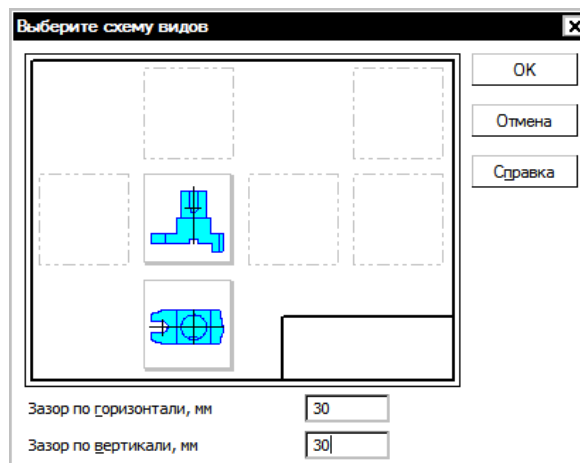 Выберите схему видов
OK
Отмена
Справка
Зазор по горизонтали, мм 30
Зазор по вертикали, мм 30